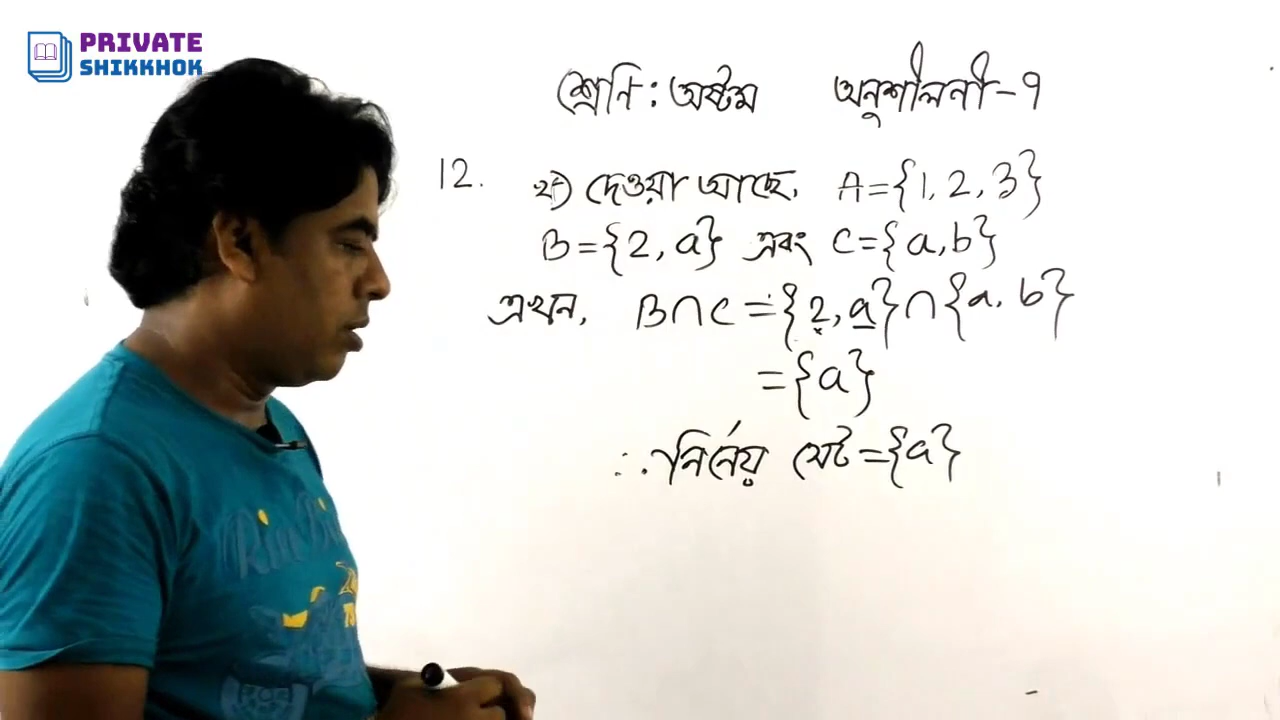 PRIVATE
SHIKKHOK
শ্রেণি : অষ্টম অনুশীলনী-৭
12. খ) দেওয়া আছে, A={1,2,3}
B={2,a} এবং C={a,b}
এখন, B∩C={2,a}∩{a,b}
={a}
∴ নির্ণেয় সেট={a}